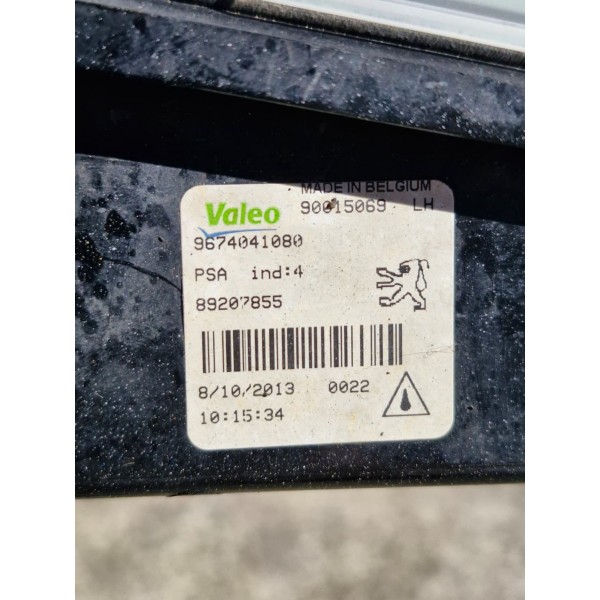 MADE IN BELGIUM
Valeo 90015069 LH
9674041080
PSA ind:4
89207855
8/10/2013 0022
10:15:34